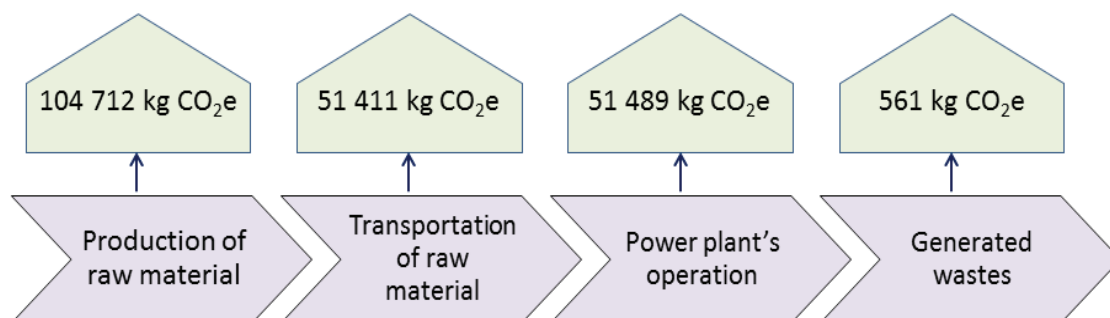 104 712 kg CO₂e
51 411 kg CO₂e
51 489 kg CO₂e
561 kg CO₂e
Production of
raw material
Transportation
of raw
material
Power plant's
operation
Generated
wastes